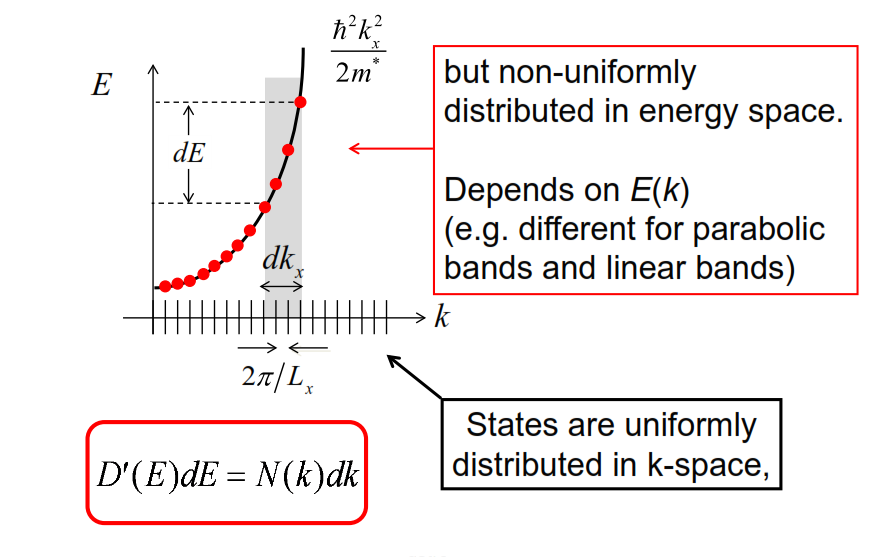 ħ²kₓ²
2m*
E
dE
dkₓ
k
2π/Lₓ
but non-uniformly
distributed in energy space.
Depends on E(k)
(e.g. different for parabolic
bands and linear bands)
States are uniformly
distributed in k-space,
D'(E)dE = N(k)dk